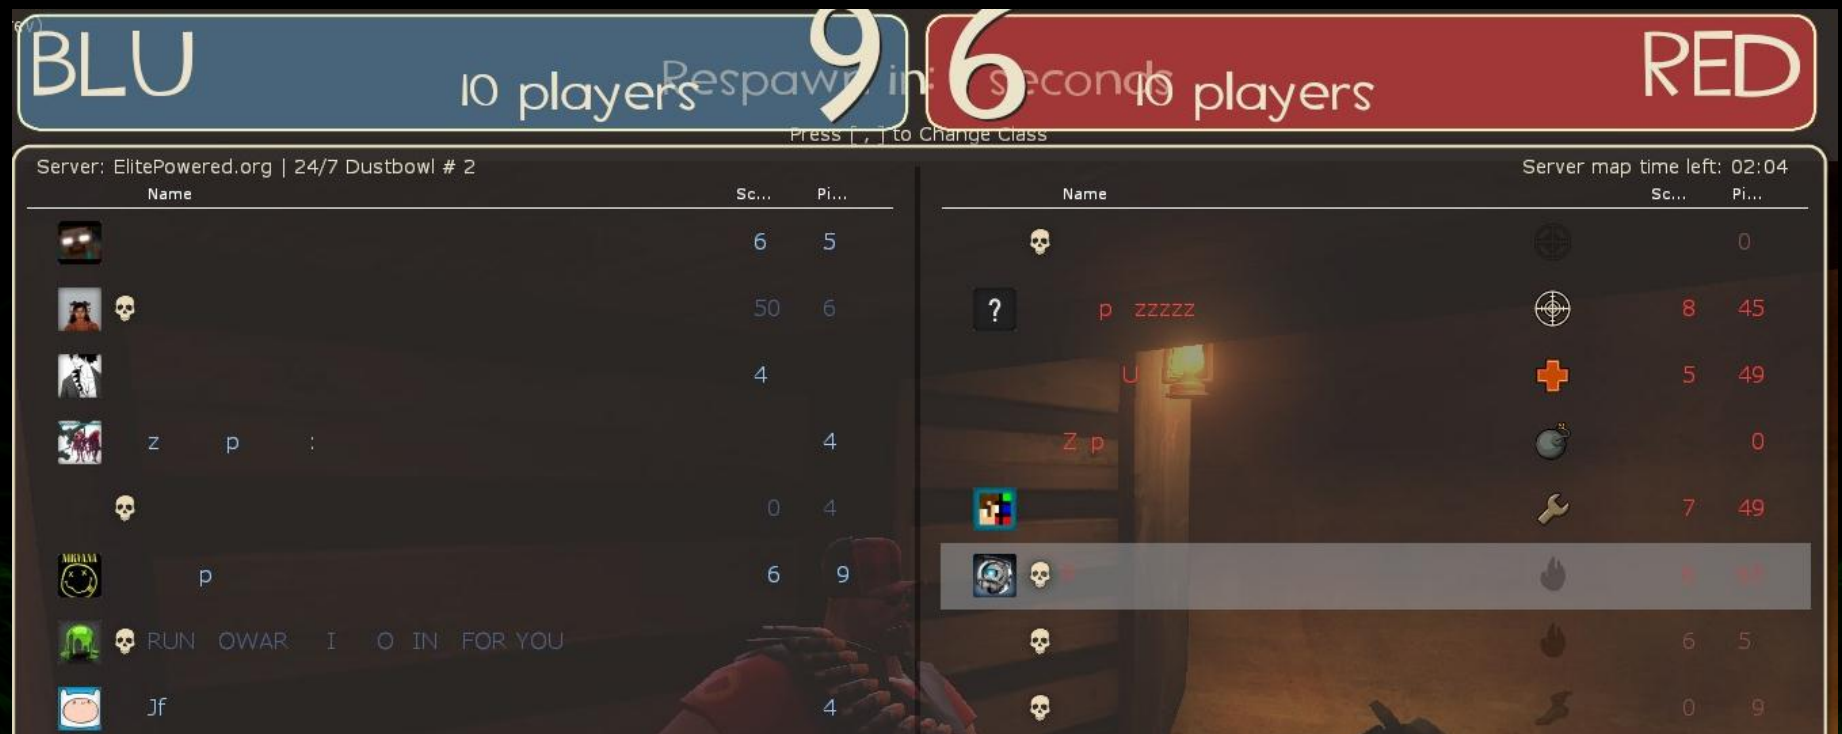 BLU 10 players 9
6 10 players RED
Respawn in: seconds
Press [ , ] to Change Class
Server: ElitePowered.org | 24/7 Dustbowl # 2
Server map time left: 02:04
Name Sc... Pi...
Name Sc... Pi...
6 5
0
50 6
p zzzzz 8 45
4
U 5 49
z p : 4
Z p 0
0 4
7 49
NIRVANA
p 6 9
RUN OWAR I O IN FOR YOU
6 5
Jf 4
0 9